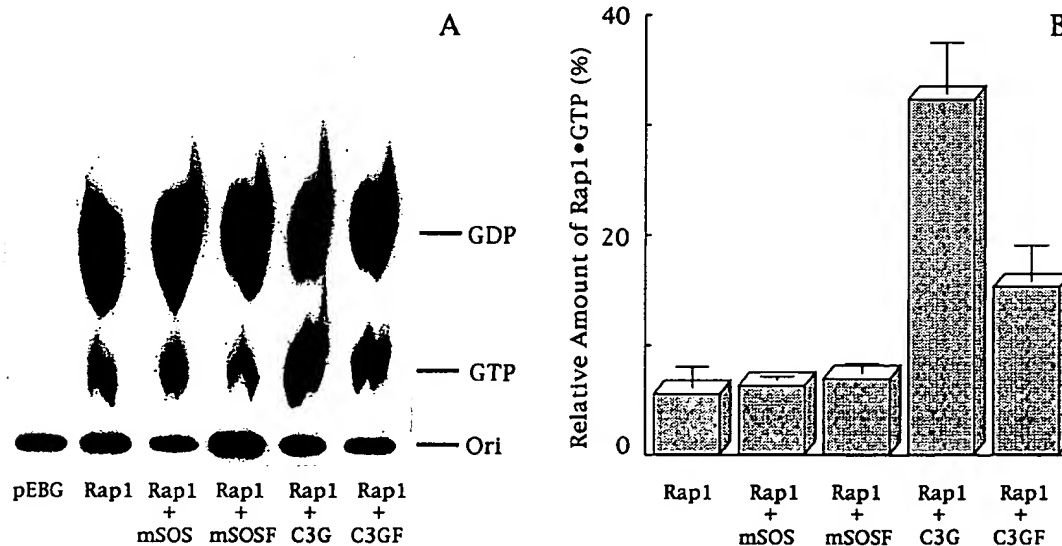 A
GDP
GTP
Ori
pEBG Rap1 Rap1 Rap1 Rap1 Rap1
+ + + +
mSOS mSOSF C3G C3GF
B
Relative Amount of Rap1•GTP (%)
40
20
0
Rap1 Rap1 Rap1 Rap1 Rap1
+ + + +
mSOS mSOSF C3G C3GF